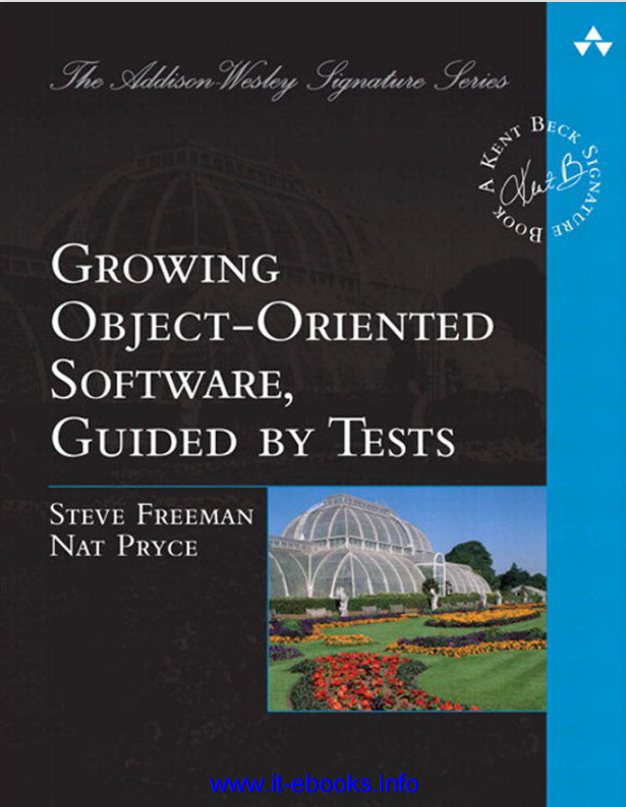 The Addison-Wesley Signature Series
A KENT BECK SIGNATURE BOOK
Kent B
GROWING
OBJECT-ORIENTED
SOFTWARE,
GUIDED BY TESTS
STEVE FREEMAN
NAT PRYCE
www.it-ebooks.info